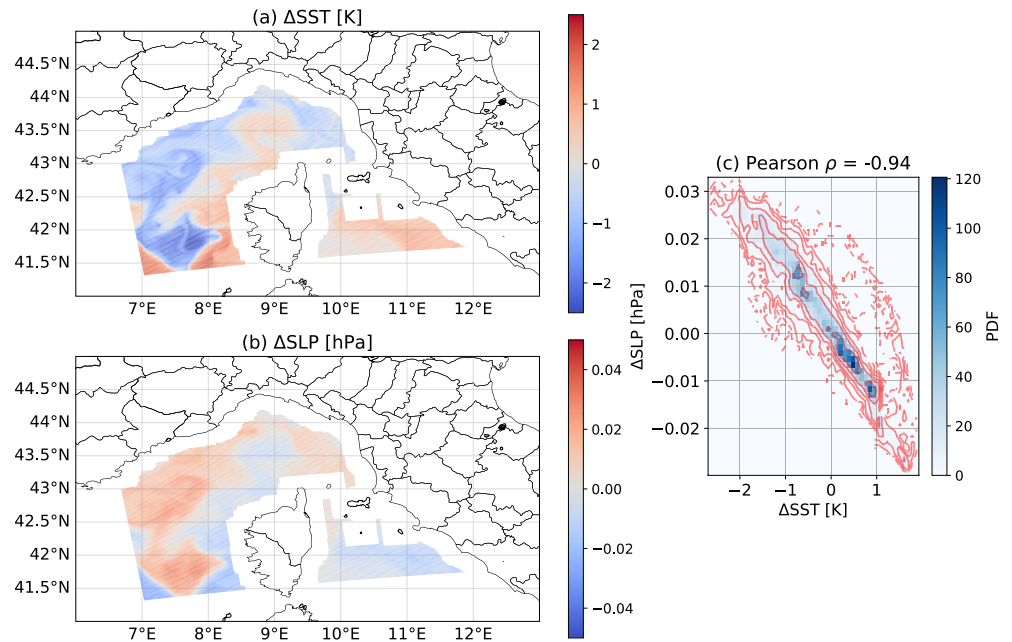 (a) ΔSST [K]
44.5°N
44°N
43.5°N
43°N
42.5°N
42°N
41.5°N
7°E 8°E 9°E 10°E 11°E 12°E
2
1
0
−1
−2
(b) ΔSLP [hPa]
44.5°N
44°N
43.5°N
43°N
42.5°N
42°N
41.5°N
7°E 8°E 9°E 10°E 11°E 12°E
0.04
0.02
0.00
−0.02
−0.04
(c) Pearson ρ = -0.94
ΔSLP [hPa]
0.03
0.02
0.01
0.00
−0.01
−0.02
−2 −1 0 1
ΔSST [K]
120
100
80
60
40
20
0
PDF